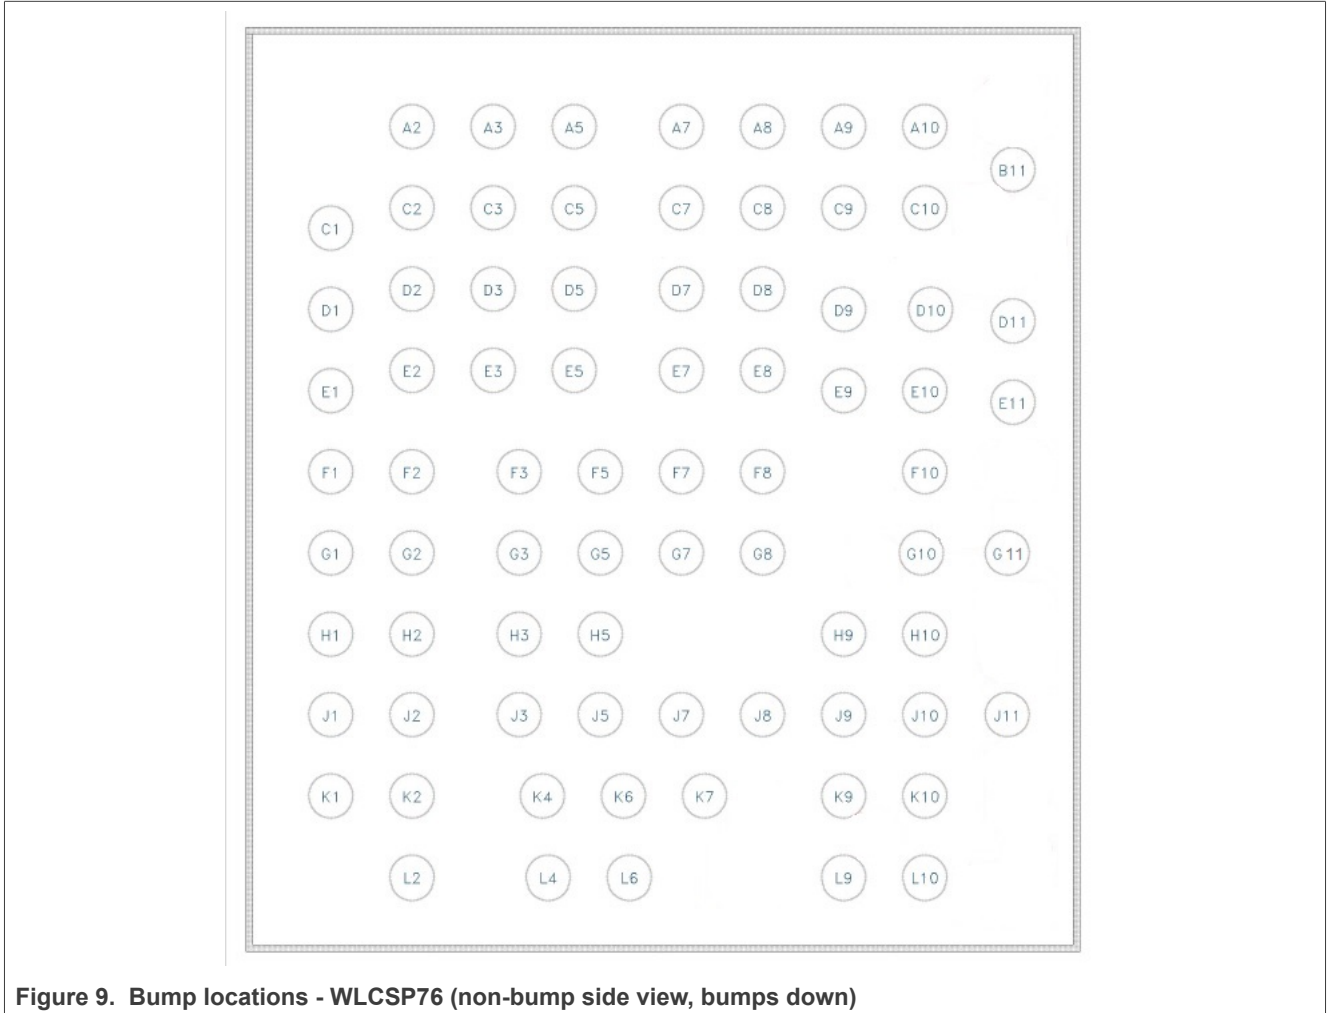 A2 A3 A5 A7 A8 A9 A10
B11
C2 C3 C5 C7 C8 C9 C10
C1
D2 D3 D5 D7 D8
D1 D9 D10 D11
E2 E3 E5 E7 E8
E1 E9 E10 E11
F1 F2 F3 F5 F7 F8 F10
G1 G2 G3 G5 G7 G8 G10 G11
H1 H2 H3 H5 H9 H10
J1 J2 J3 J5 J7 J8 J9 J10 J11
K1 K2 K4 K6 K7 K9 K10
L2 L4 L6 L9 L10
Figure 9. Bump locations - WLCSP76 (non-bump side view, bumps down)